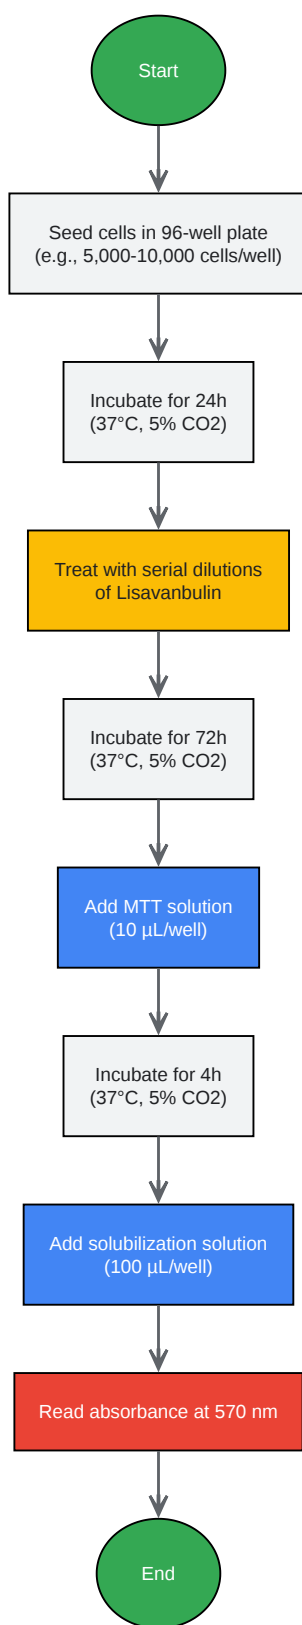 Start
Seed cells in 96-well plate
(e.g., 5,000-10,000 cells/well)
Incubate for 24h
(37°C, 5% CO2)
Treat with serial dilutions
of Lisavanbulin
Incubate for 72h
(37°C, 5% CO2)
Add MTT solution
(10 µL/well)
Incubate for 4h
(37°C, 5% CO2)
Add solubilization solution
(100 µL/well)
Read absorbance at 570 nm
End